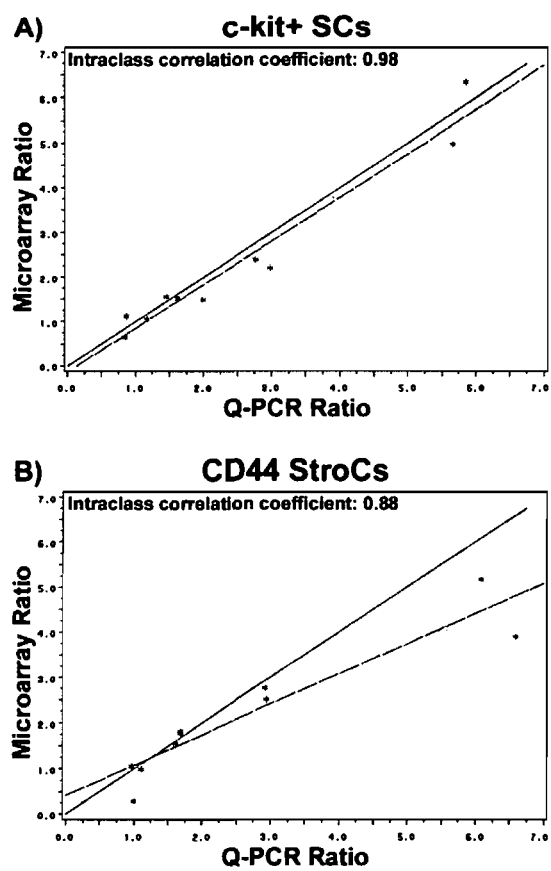 A)
c-kit+ SCs
Intraclass correlation coefficient: 0.98
Microarray Ratio
7.0
6.0
5.0
4.0
3.0
2.0
1.0
0.0
0.0 1.0 2.0 3.0 4.0 5.0 6.0 7.0
Q-PCR Ratio
B)
CD44 StroCs
Intraclass correlation coefficient: 0.88
Microarray Ratio
7.0
6.0
5.0
4.0
3.0
2.0
1.0
0.0
0.0 1.0 2.0 3.0 4.0 5.0 6.0 7.0
Q-PCR Ratio